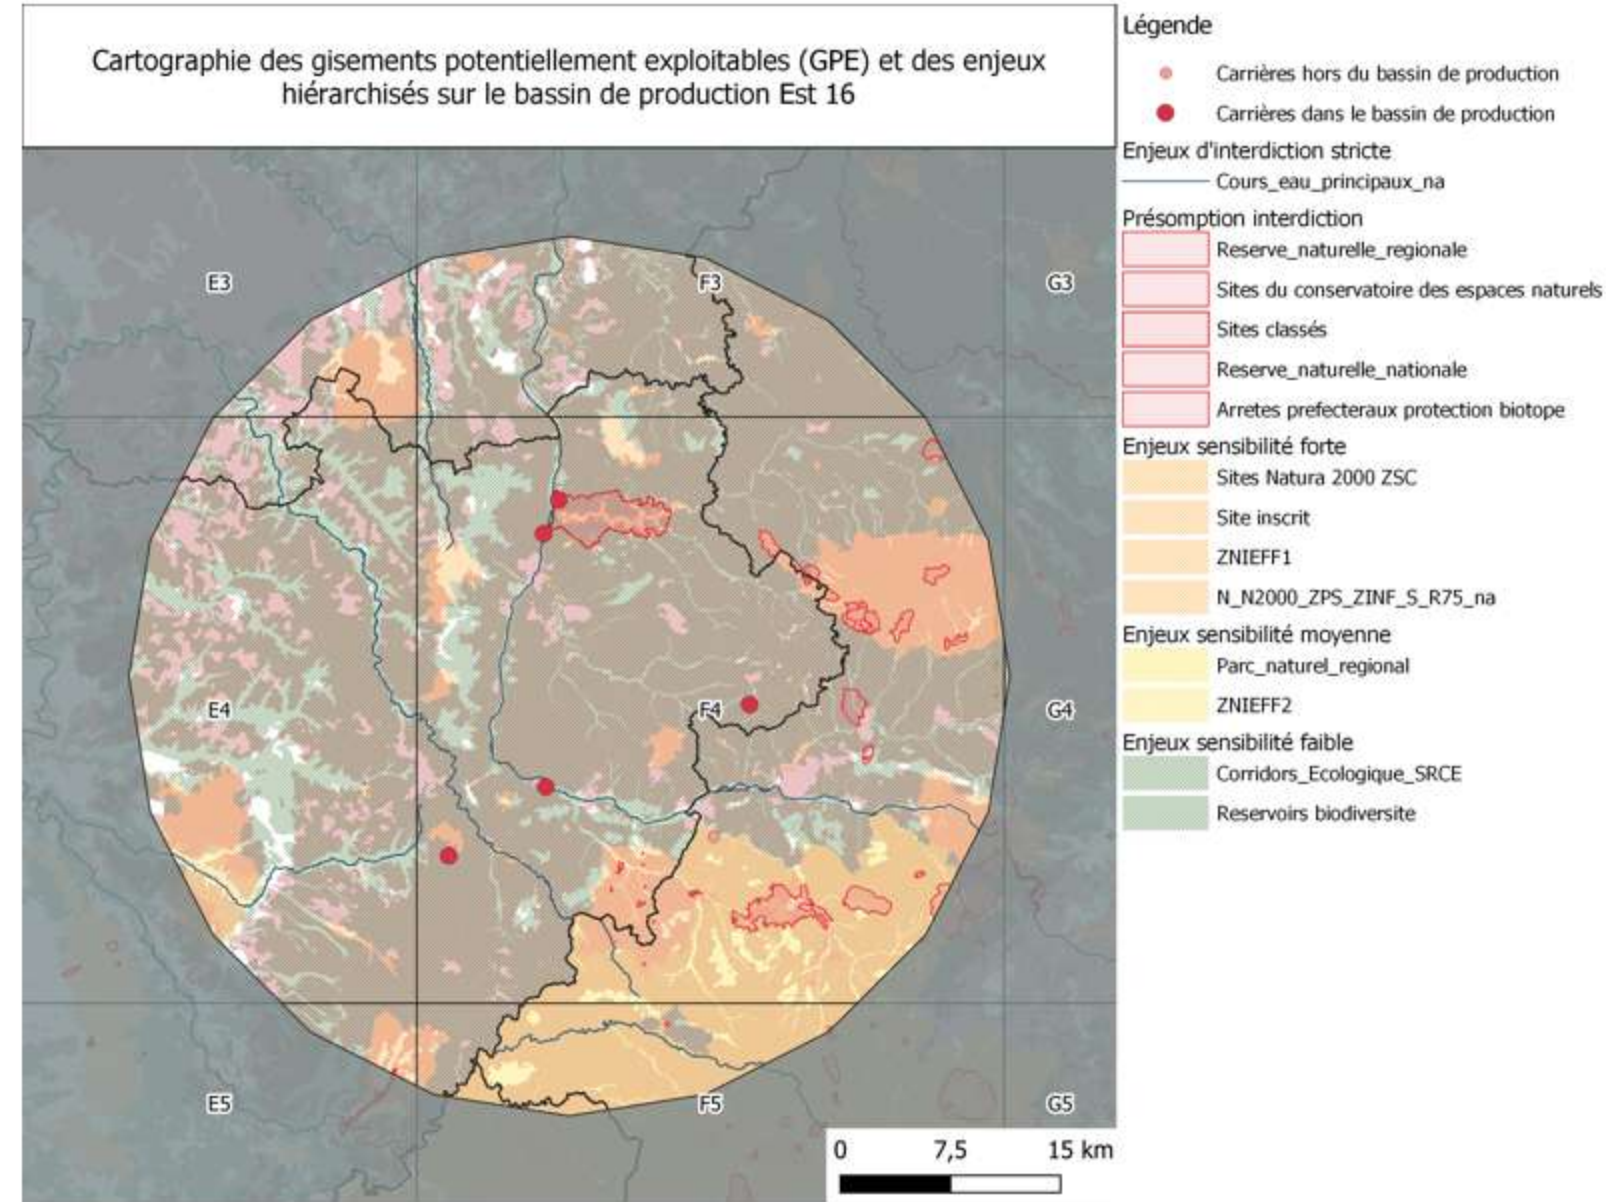 Cartographie des gisements potentiellement exploitables (GPE) et des enjeux
hiérarchisés sur le bassin de production Est 16
E3
F3
G3
E4
F4
G4
E5
F5
G5
0 7,5 15 km
Légende
Carrières hors du bassin de production
Carrières dans le bassin de production
Enjeux d'interdiction stricte
Cours_eau_principaux_na
Présomption interdiction
Reserve_naturelle_regionale
Sites du conservatoire des espaces naturels
Sites classés
Reserve_naturelle_nationale
Arretes prefecteraux protection biotope
Enjeux sensibilité forte
Sites Natura 2000 ZSC
Site inscrit
ZNIEFF1
N_N2000_ZPS_ZINF_S_R75_na
Enjeux sensibilité moyenne
Parc_naturel_regional
ZNIEFF2
Enjeux sensibilité faible
Corridors_Ecologique_SRCE
Reservoirs biodiversite